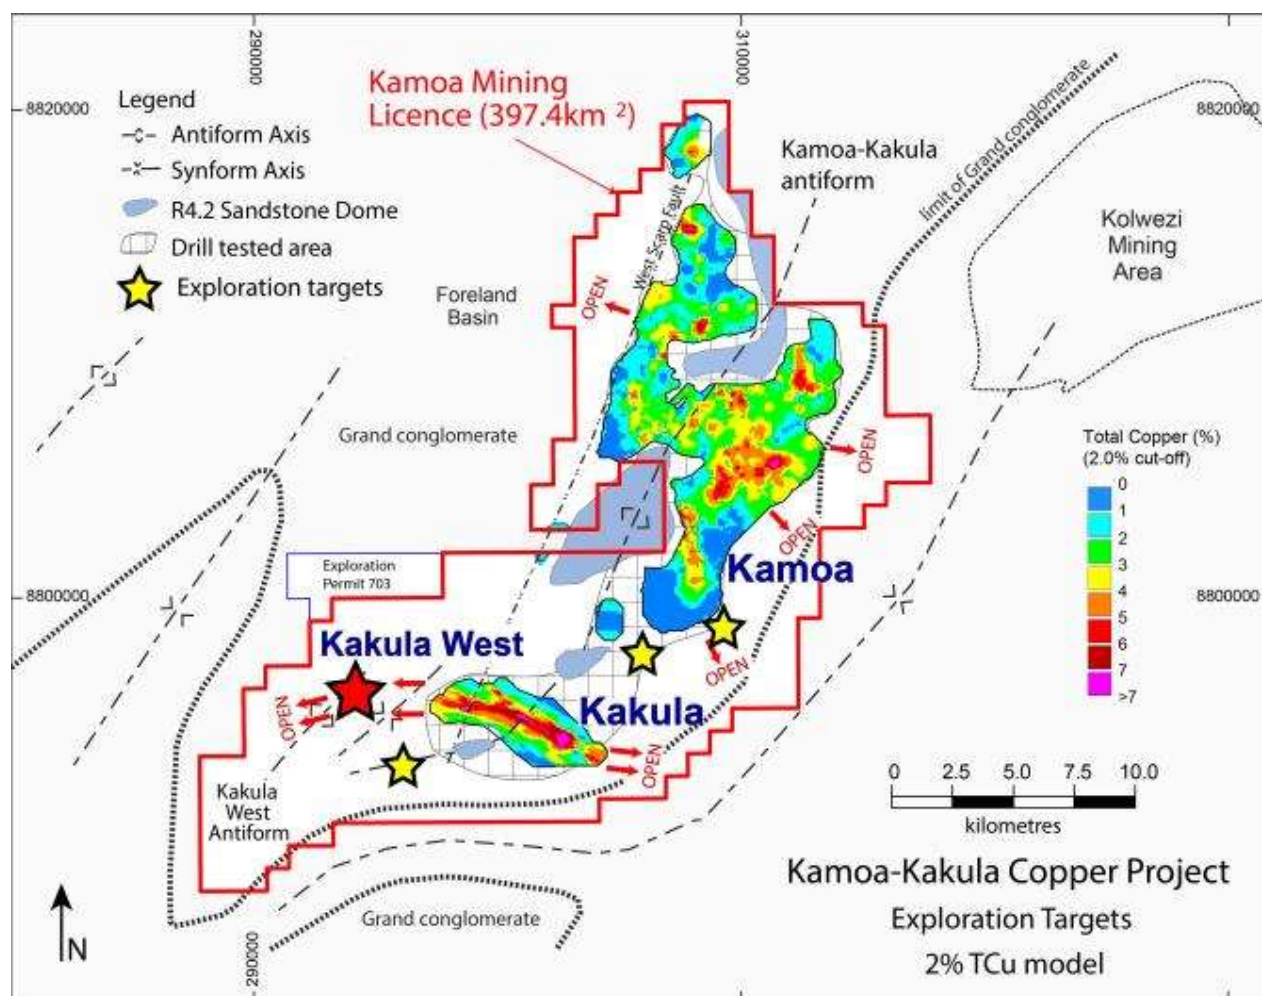 290000
310000
8820000
8820000
Legend
Antiform Axis
Synform Axis
R4.2 Sandstone Dome
Drill tested area
Exploration targets
Kamoa Mining
Licence (397.4km 2)
Kamoa-Kakula
antiform
limit of Grand conglomerate
Kolwezi
Mining
Area
West Scarp Fault
OPEN
Foreland
Basin
Grand conglomerate
OPEN
OPEN
Total Copper (%)
(2.0% cut-off)
0
1
2
3
4
5
6
7
>7
Exploration
Permit 703
Kamoa
8800000
8800000
Kakula West
OPEN
Kakula
OPEN
OPEN
Kakula
West
Antiform
0 2.5 5.0 7.5 10.0
kilometres
Kamoa-Kakula Copper Project
Exploration Targets
2% TCu model
Grand conglomerate
N
290000